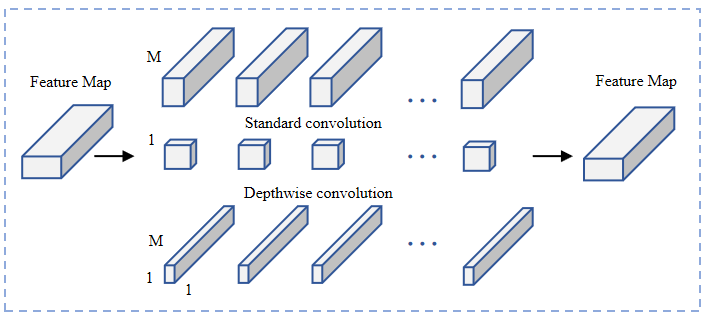 Feature Map
M
Standard convolution
1
Depthwise convolution
M
1
1
Feature Map